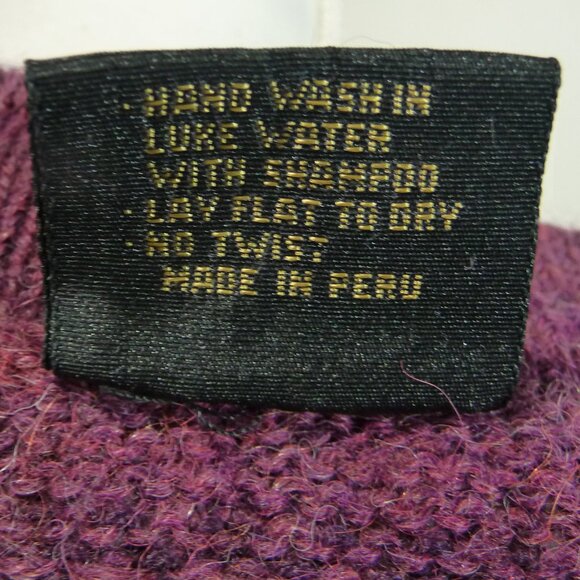 · HAND WASH IN
LUKE WATER
WITH SHAMPOO
· LAY FLAT TO DRY
· NO TWIST
MADE IN PERU